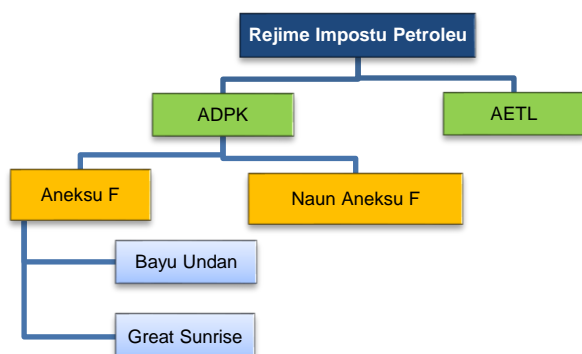 Rejime Impostu Petroleu
ADPK
AETL
Aneksu F
Naun Aneksu F
Bayu Undan
Great Sunrise